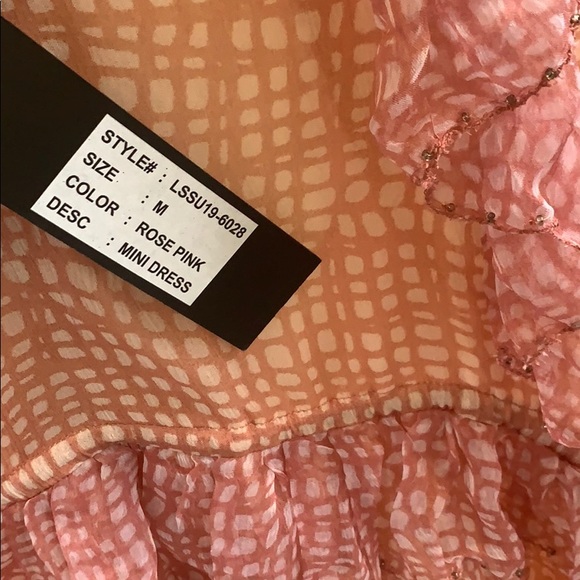 STYLE# : LSSU19-6028
SIZE : M
COLOR : ROSE PINK
DESC : MINI DRESS